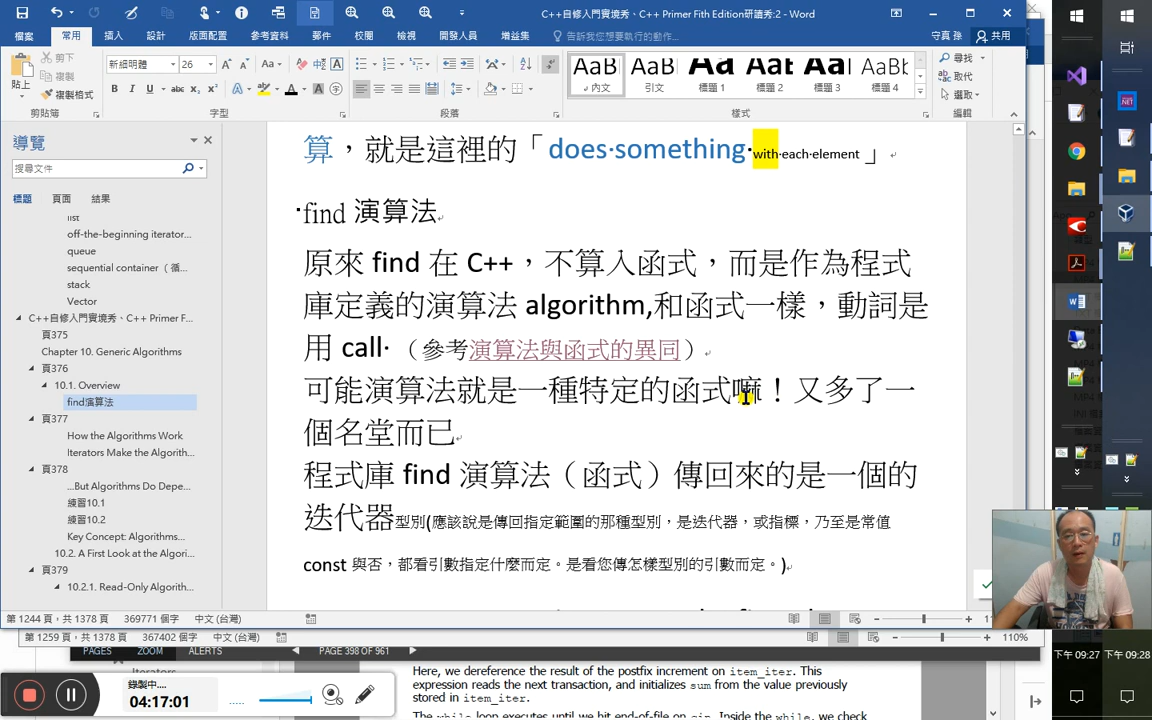 C++自修入門實境秀、C++ Primer Fith Edition研讀秀:2 - Word
檔案 常用 插入 設計 版面配置 參考資料 郵件 校閱 檢視 開發人員 增益集 告訴我您想要執行的動作... 守真 孫 共用
貼上 剪下 複製 複製格式
新細明體 26
AaB AaBb AaB AaB AaB AaBb
內文 引文 標題 1 標題 2 標題 3 標題 4
尋找 取代 選取
剪貼簿 字型 段落 樣式 編輯
導覽
搜尋文件
標題 頁面 結果
list
off-the-beginning iterator...
queue
sequential container（ 循...
stack
Vector
C++自修入門實境秀、C++ Primer F...
頁375
Chapter 10. Generic Algorithms
頁376
10.1. Overview
find演算法
頁377
How the Algorithms Work
Iterators Make the Algorith...
頁378
...But Algorithms Do Depe...
練習10.1
練習10.2
Key Concept: Algorithms...
10.2. A First Look at the Algori...
頁379
10.2.1. Read-Only Algorith...
算，就是這裡的「does·something·with·each·element 」
find 演算法
原來 find 在 C++，不算入函式，而是作為程式
庫定義的演算法 algorithm,和函式一樣，動詞是
用 call·（參考演算法與函式的異同）
可能演算法就是一種特定的函式嘛！又多了一
個名堂而已
程式庫 find 演算法（函式）傳回來的是一個的
迭代器型別(應該說是傳回指定範圍的那種型別，是迭代器，或指標，乃至是常值
const 與否，都看引數指定什麼而定。是看您傳怎樣型別的引數而定。)
第 1244 頁，共 1378 頁 369771 個字 中文 (台灣)
第 1259 頁，共 1378 頁 367402 個字 中文 (台灣) 110%
PAGES ZOOM ALERTS PAGE 398 OF 961
錄製中....
04:17:01
Here, we dereference the result of the postfix increment on item_iter. This
expression reads the next transaction, and initializes sum from the value previously
stored in item_iter.
The while loop executes until we hit end-of-file on cin. Inside the while, we check
下午 09:27 下午 09:28